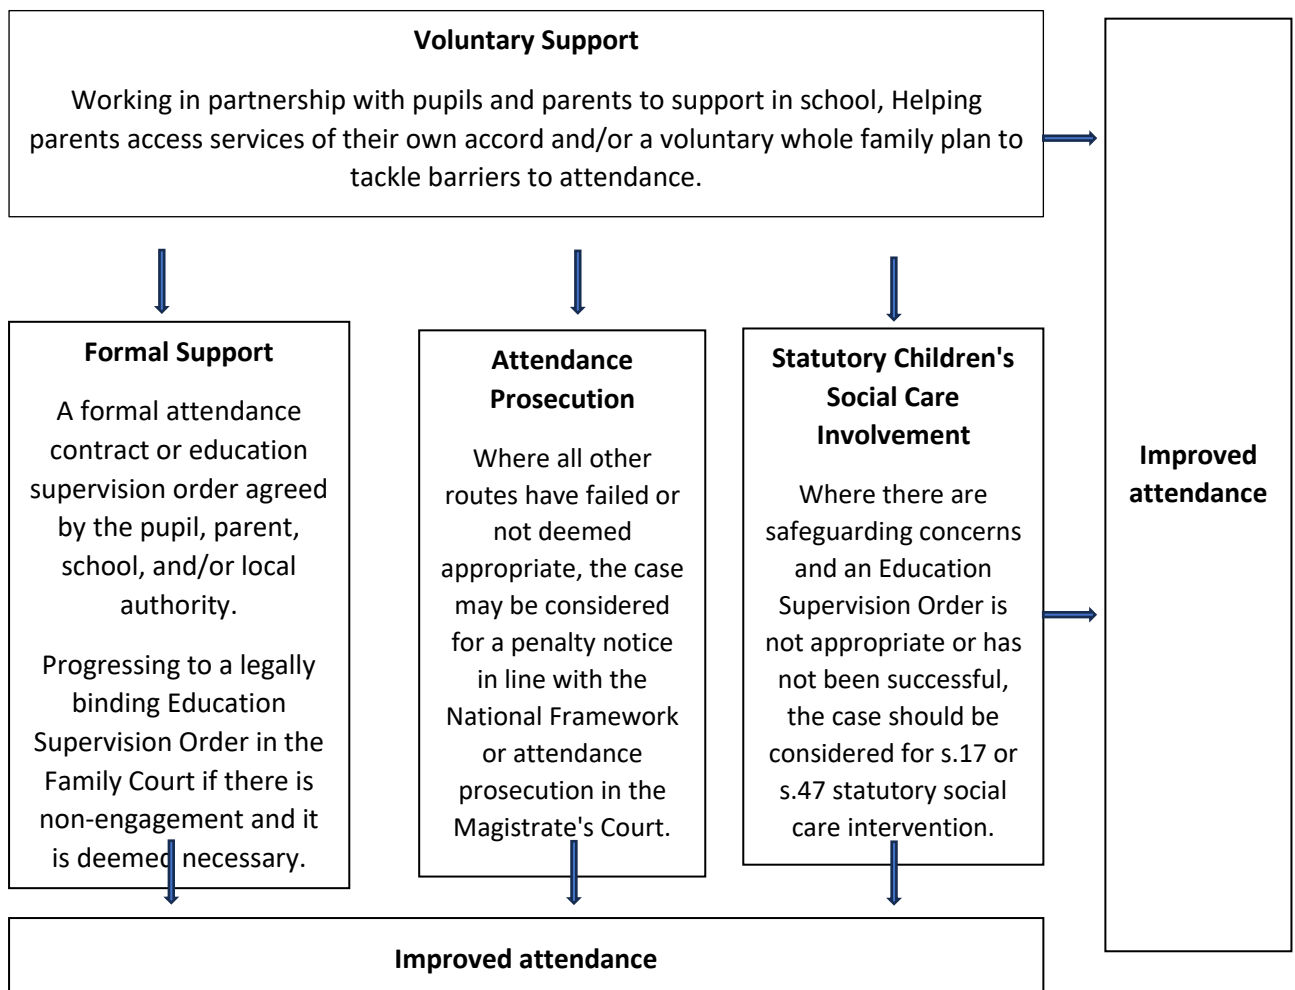 Voluntary Support
Working in partnership with pupils and parents to support in school, Helping
parents access services of their own accord and/or a voluntary whole family plan to
tackle barriers to attendance.
Formal Support
A formal attendance
contract or education
supervision order agreed
by the pupil, parent,
school, and/or local
authority.
Progressing to a legally
binding Education
Supervision Order in the
Family Court if there is
non-engagement and it
is deemed necessary.
Attendance
Prosecution
Where all other
routes have failed or
not deemed
appropriate, the case
may be considered
for a penalty notice
in line with the
National Framework
or attendance
prosecution in the
Magistrate's Court.
Statutory Children's
Social Care
Involvement
Where there are
safeguarding concerns
and an Education
Supervision Order is
not appropriate or has
not been successful,
the case should be
considered for s.17 or
s.47 statutory social
care intervention.
Improved
attendance
Improved attendance